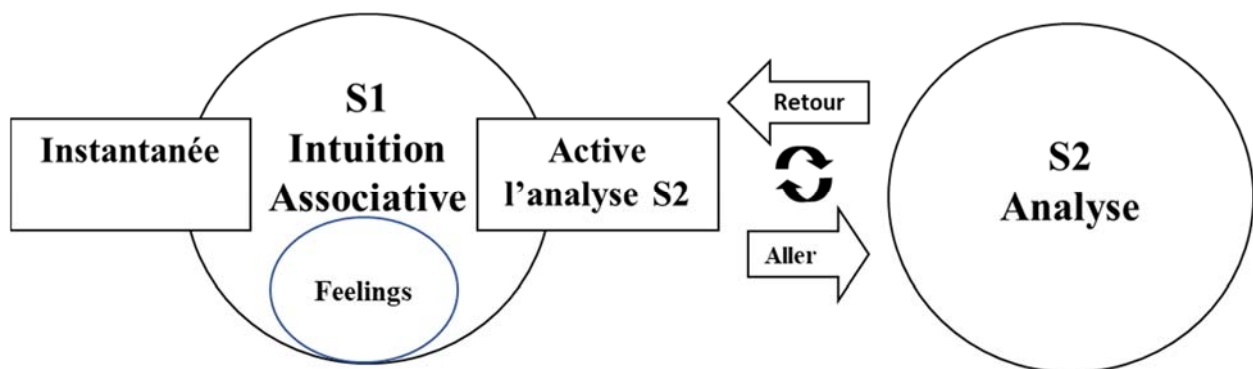 Instantanée
S1
Intuition
Associative
Feelings
Active
l'analyse S2
Retour
Aller
S2
Analyse